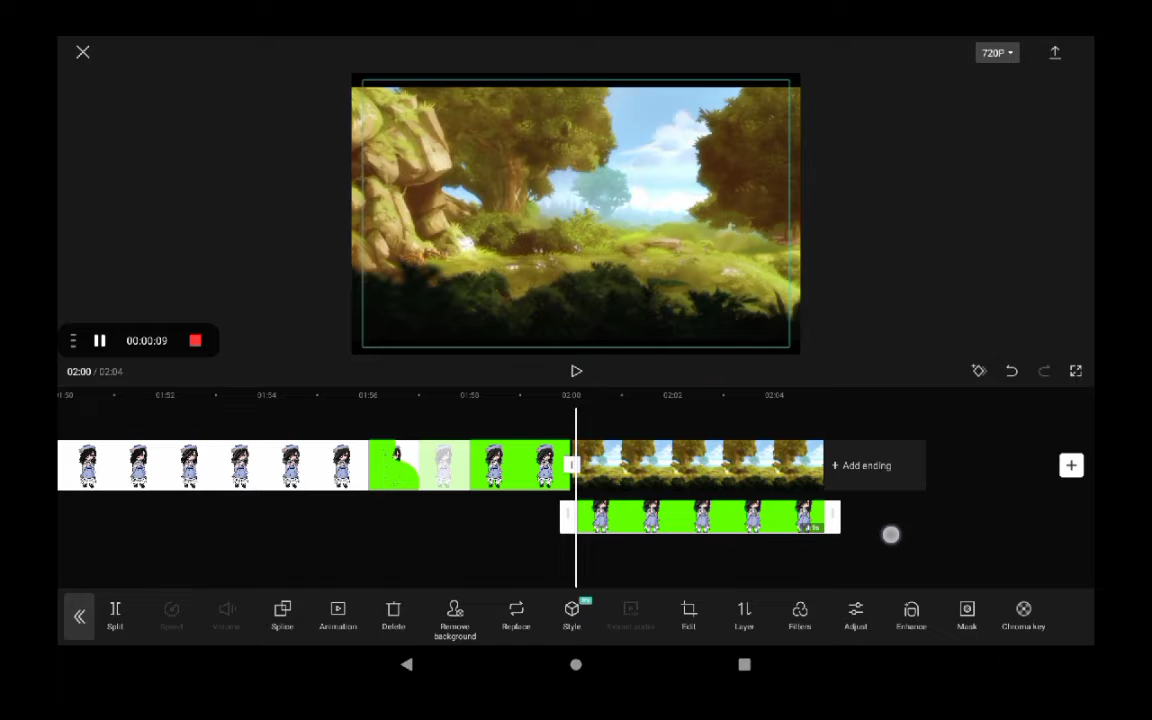 720P
00:00:09
02:00 / 02:04
01:52
01:54
01:56
01:58
02:00
02:02
02:04
+ Add ending
Split
Speed
Volume
Splice
Animation
Delete
Remove background
Replace
Style
Extract audio
Edit
Layer
Filters
Adjust
Enhance
Mask
Chroma key